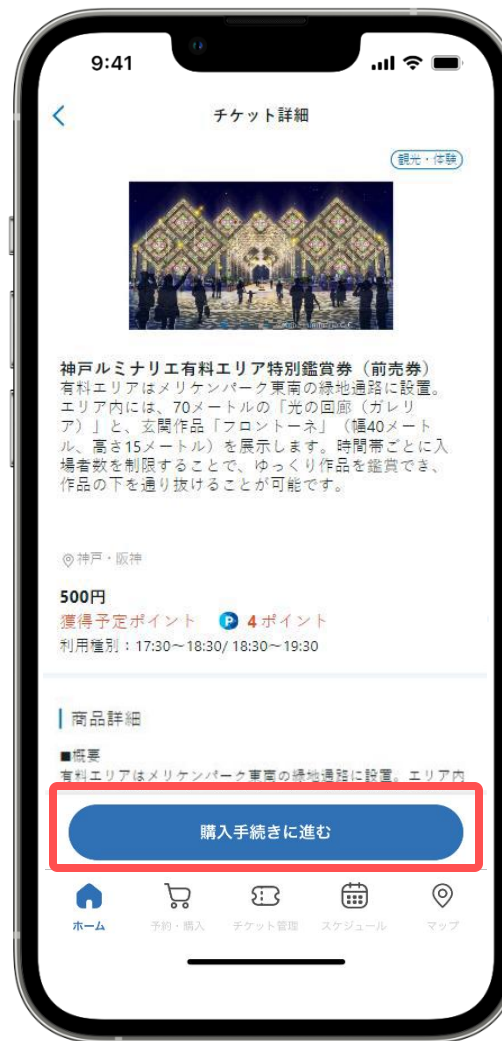 9:41
チケット詳細
観光・体験
神戸ルミナリエ有料エリア特別鑑賞券（前売券）
有料エリアはメリケンパーク東南の緑地通路に設置。
エリア内には、70メートルの「光の回廊（ガレリ
ア）」と、玄関作品「フロントーネ」（幅40メート
ル、高さ15メートル）を展示します。時間帯ごとに入
場者数を制限することで、ゆっくり作品を鑑賞でき、
作品の下を通り抜けることが可能です。
神戸・阪神
500円
獲得予定ポイント P 4ポイント
利用種別：17:30～18:30/ 18:30～19:30
商品詳細
■概要
有料エリアはメリケンパーク東南の緑地通路に設置。エリア内
購入手続きに進む
ホーム 予約・購入 チケット管理 スケジュール マップ